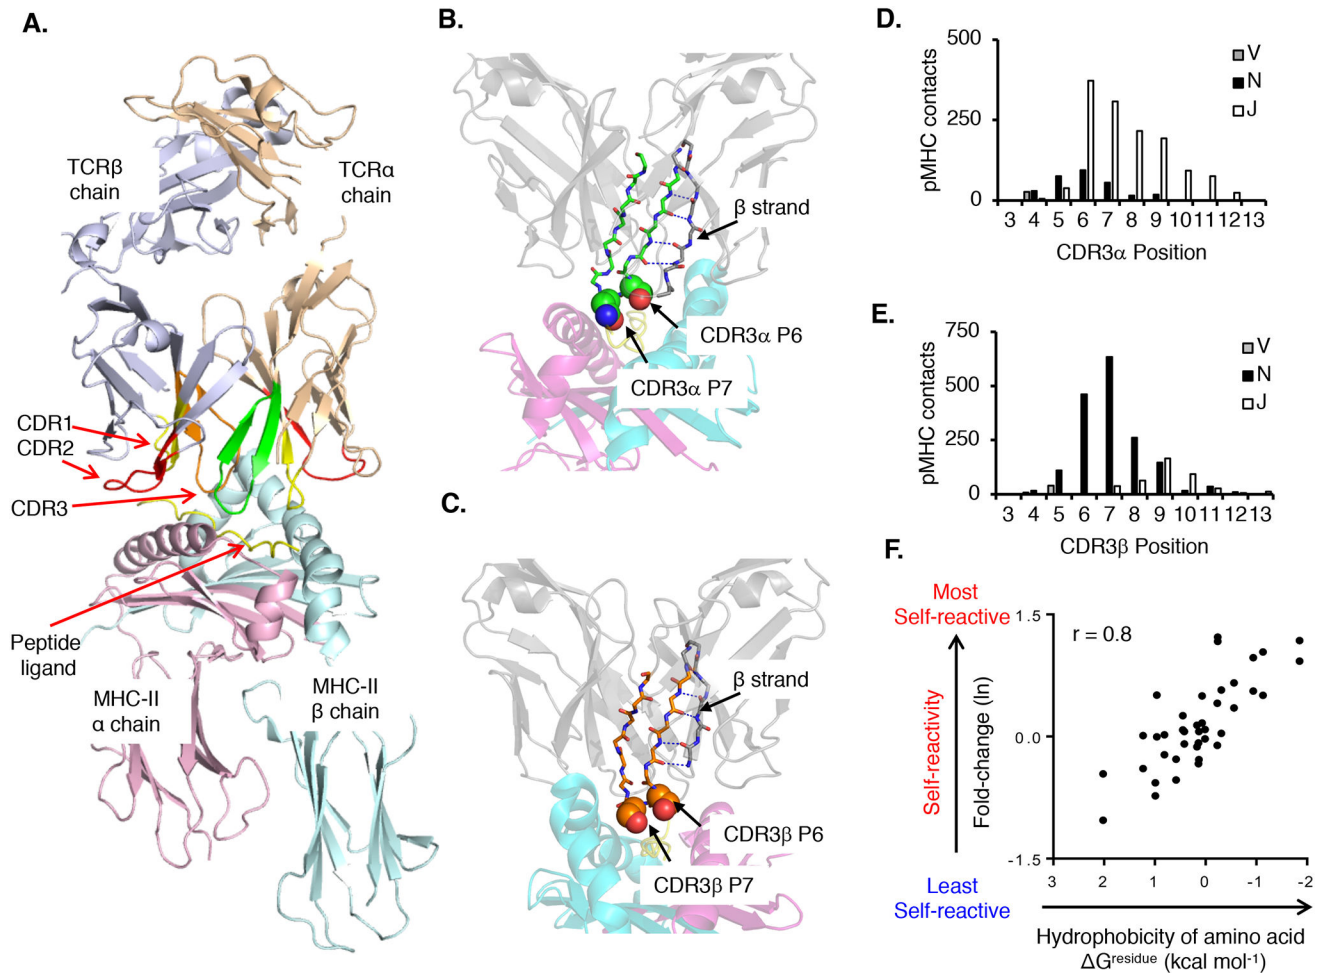 A.
TCRβ
chain
TCRα
chain
CDR1
CDR2
CDR3
Peptide
ligand
MHC-II
α chain
MHC-II
β chain
B.
β strand
CDR3α P6
CDR3α P7
C.
β strand
CDR3β P6
CDR3β P7
D.
500
250
0
pMHC contacts
V
N
J
3 4 5 6 7 8 9 10 11 12 13
CDR3α Position
E.
750
500
250
0
pMHC contacts
V
N
J
3 4 5 6 7 8 9 10 11 12 13
CDR3β Position
F.
Most
Self-reactive
Self-reactivity
Least
Self-reactive
Fold-change (ln)
1.5
0.0
-1.5
r = 0.8
3 2 1 0 -1 -2
Hydrophobicity of amino acid
ΔGresidue (kcal mol-1)